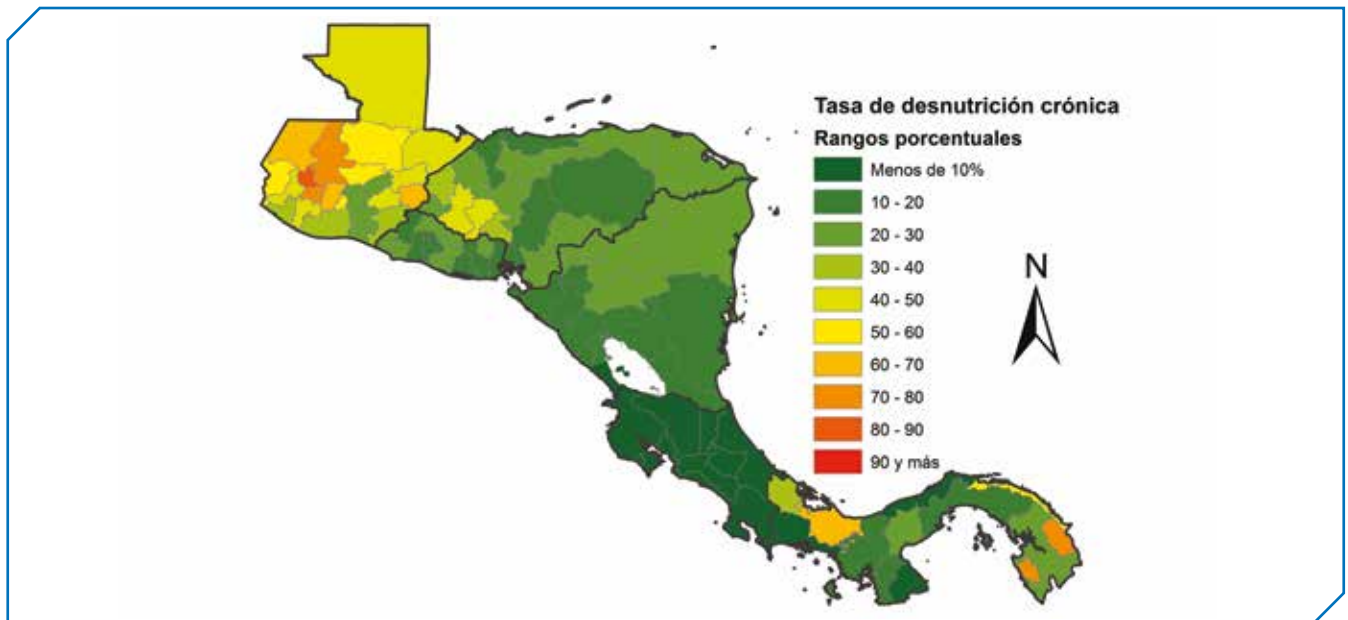 Tasa de desnutrición crónica
Rangos porcentuales
Menos de 10%
10 - 20
20 - 30
30 - 40
40 - 50
50 - 60
60 - 70
70 - 80
80 - 90
90 y más
N